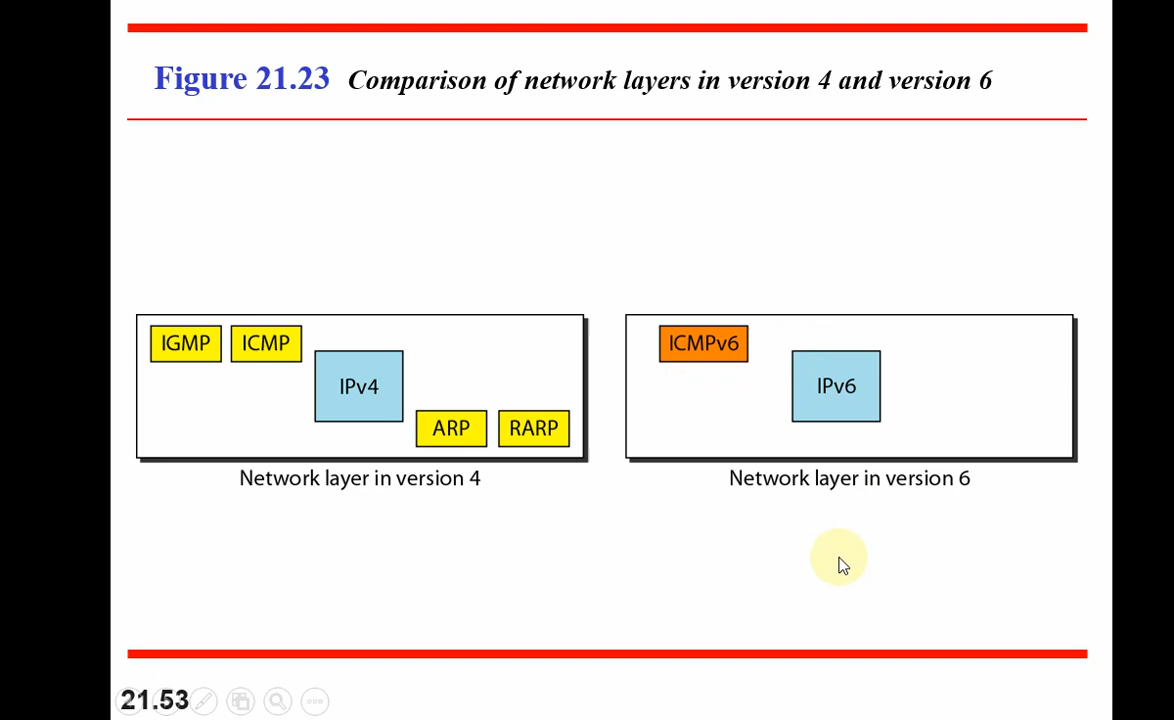 Figure 21.23 Comparison of network layers in version 4 and version 6
IGMP ICMP
IPv4
ARP RARP
Network layer in version 4
ICMPv6
IPv6
Network layer in version 6
21.53